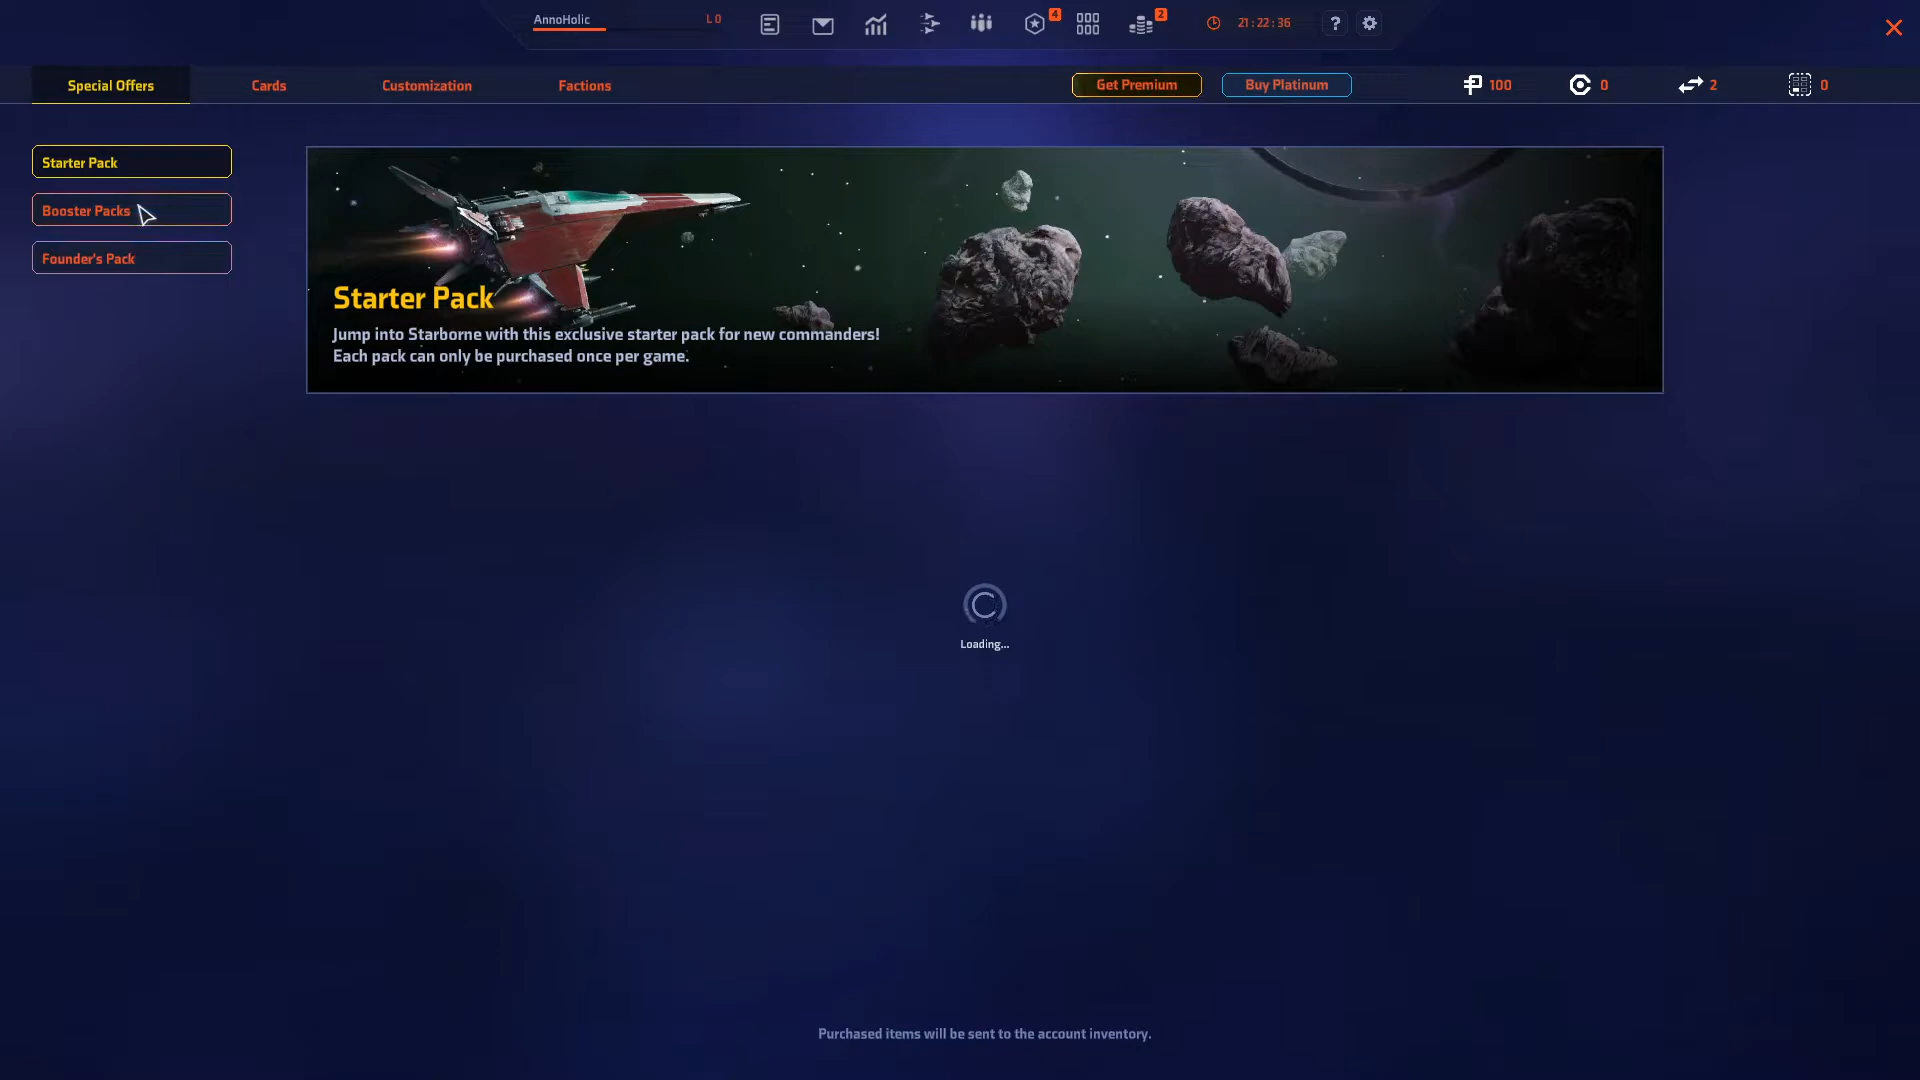 AnnoHolic
L 0
4
2
21:22:36
?
Special Offers
Cards
Customization
Factions
Get Premium
Buy Platinum
100
0
2
0
Starter Pack
Booster Packs
Founder's Pack
Starter Pack
Jump into Starborne with this exclusive starter pack for new commanders!
Each pack can only be purchased once per game.
Loading...
Purchased items will be sent to the account inventory.